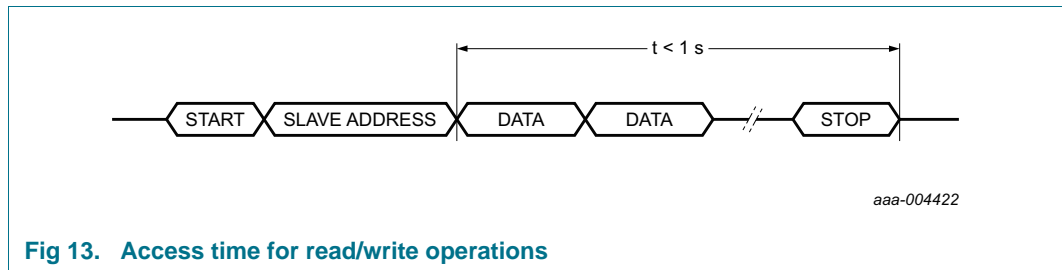 t < 1 s
START SLAVE ADDRESS DATA DATA STOP
aaa-004422
Fig 13. Access time for read/write operations